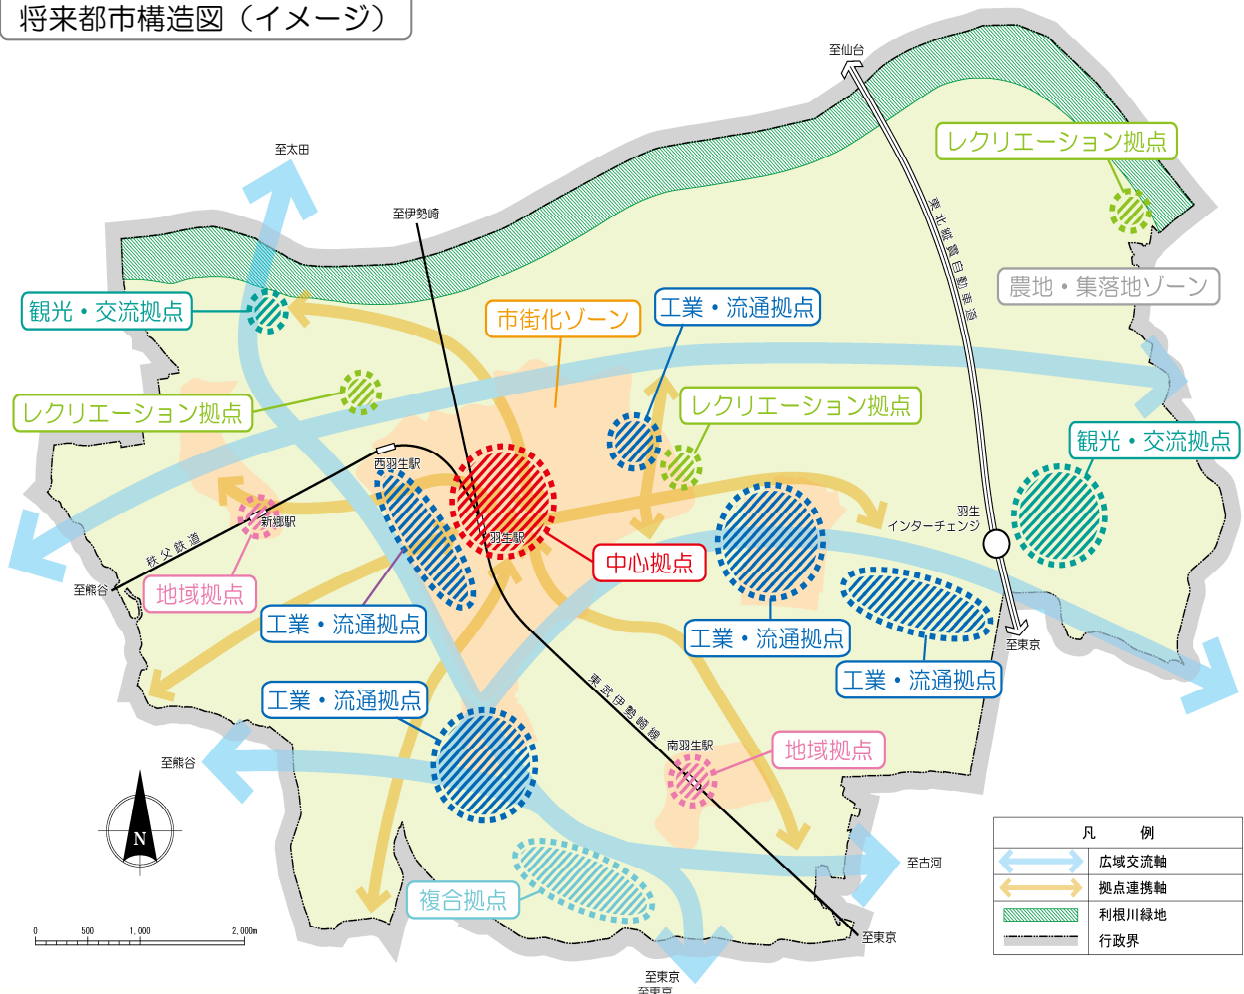 将来都市構造図（イメージ）
至仙台
レクリエーション拠点
至太田
東北縦貫自動車道
至伊勢崎
農地・集落地ゾーン
観光・交流拠点
市街化ゾーン
工業・流通拠点
レクリエーション拠点
レクリエーション拠点
観光・交流拠点
西羽生駅
新郷駅
羽生駅
羽生
インターチェンジ
秩父鉄道
中心拠点
至熊谷
地域拠点
工業・流通拠点
工業・流通拠点
至東京
工業・流通拠点
工業・流通拠点
東武伊勢崎線
南羽生駅
地域拠点
至熊谷
N
凡例
広域交流軸
至古河
拠点連携軸
複合拠点
利根川緑地
行政界
0 500 1,000 2,000m
至東京
至東京
至東京